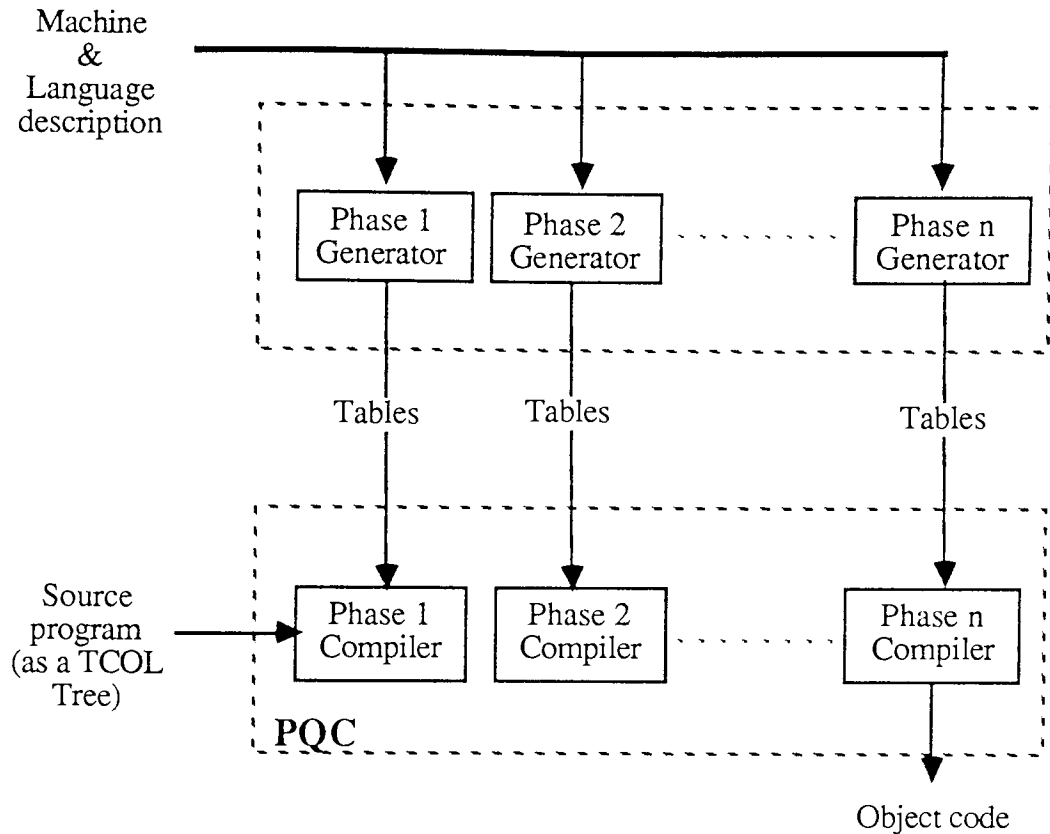 Machine
&
Language
description
Phase 1
Generator
Phase 2
Generator
Phase n
Generator
Tables
Tables
Tables
Source
program
(as a TCOL
Tree)
Phase 1
Compiler
Phase 2
Compiler
Phase n
Compiler
PQC
Object code